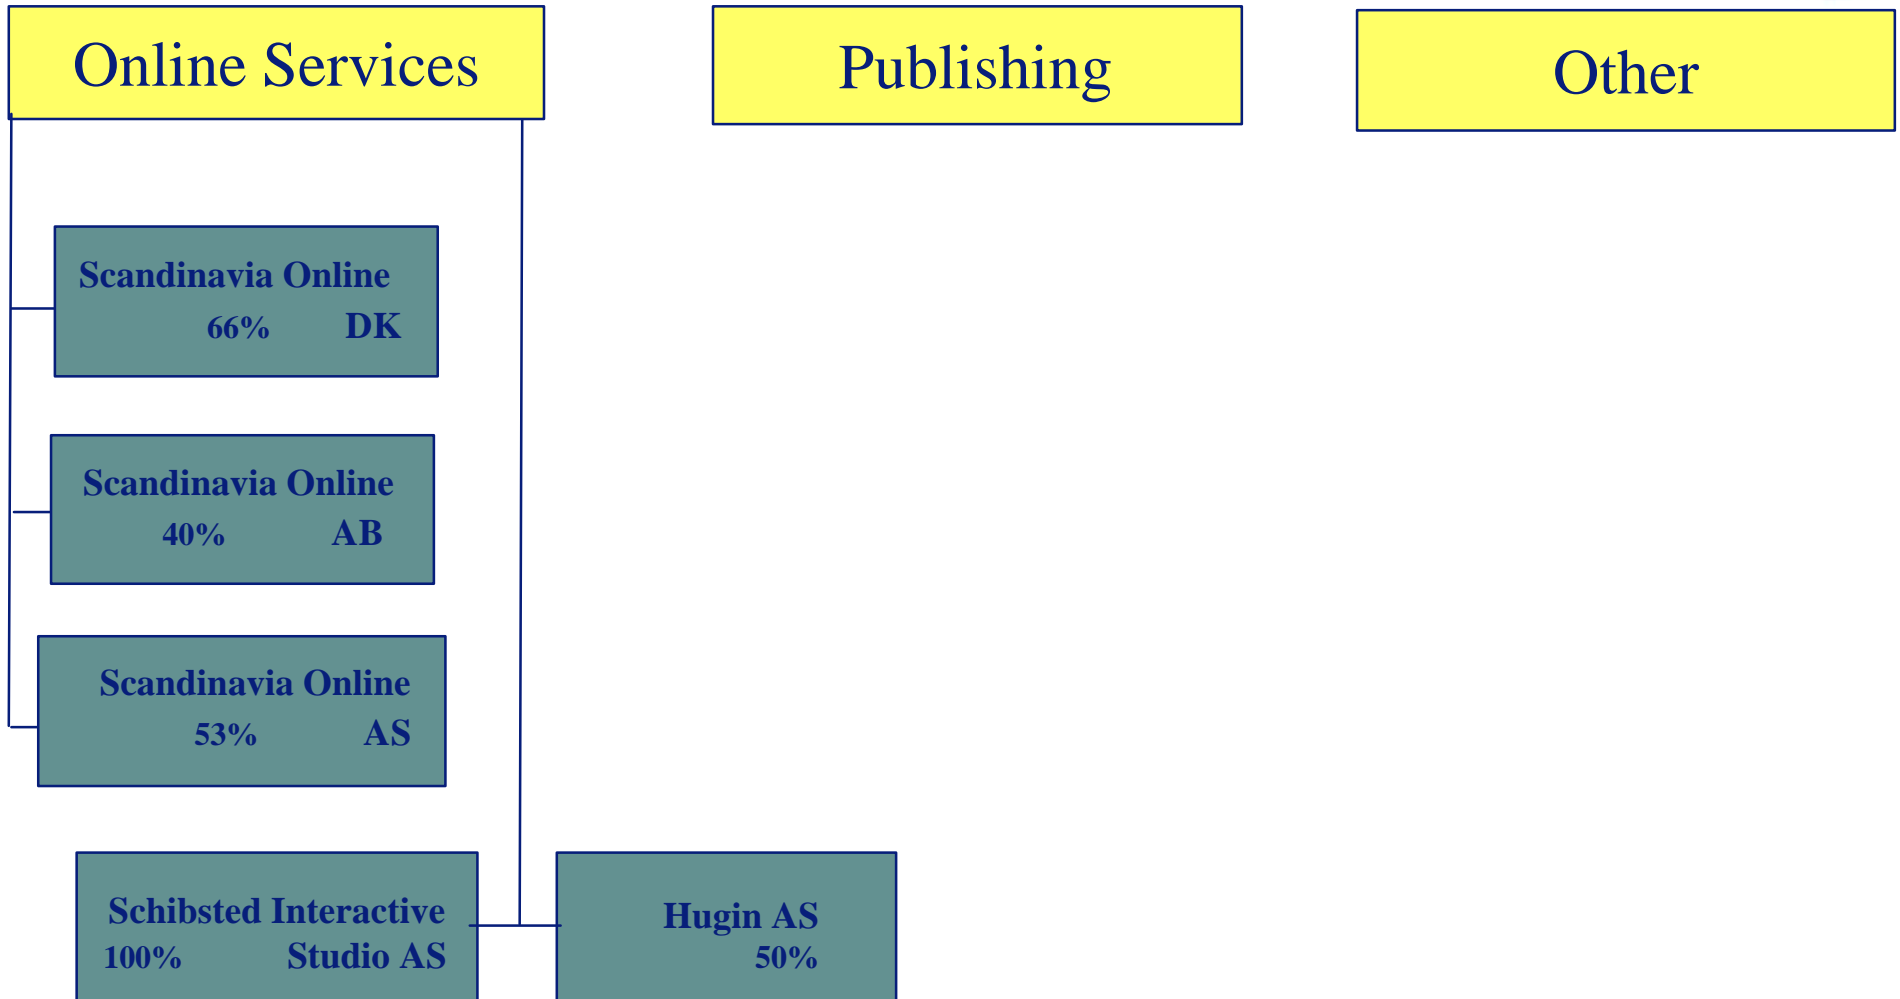 Online Services
Publishing
Other
Scandinavia Online
66% DK
Scandinavia Online
40% AB
Scandinavia Online
53% AS
Schibsted Interactive
100% Studio AS
Hugin AS
50%